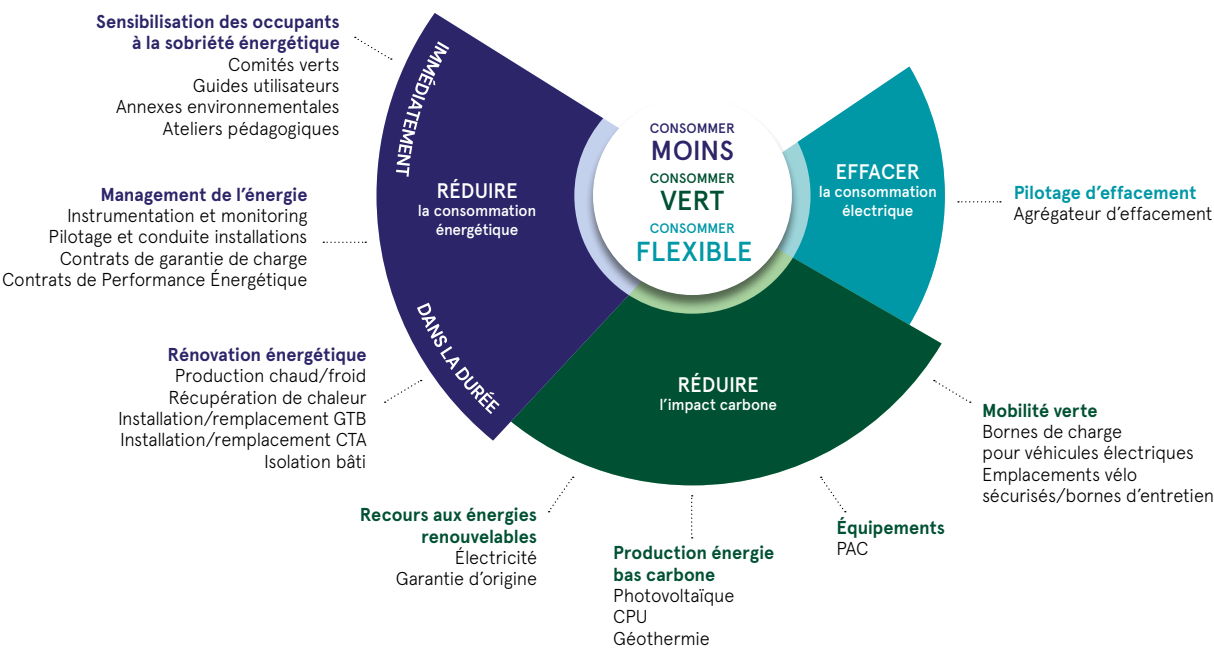 Sensibilisation des occupants
à la sobriété énergétique
Comités verts
Guides utilisateurs
Annexes environnementales
Ateliers pédagogiques
Management de l'énergie
Instrumentation et monitoring
Pilotage et conduite installations
Contrats de garantie de charge
Contrats de Performance Énergétique
Rénovation énergétique
Production chaud/froid
Récupération de chaleur
Installation/remplacement GTB
Installation/remplacement CTA
Isolation bâti
IMMÉDIATEMENT
DANS LA DURÉE
RÉDUIRE
la consommation
énergétique
CONSOMMER
MOINS
CONSOMMER
VERT
CONSOMMER
FLEXIBLE
EFFACER
la consommation
électrique
Pilotage d'effacement
Agrégateur d'effacement
RÉDUIRE
l'impact carbone
Recours aux énergies
renouvelables
Électricité
Garantie d'origine
Production énergie
bas carbone
Photovoltaïque
CPU
Géothermie
Équipements
PAC
Mobilité verte
Bornes de charge
pour véhicules électriques
Emplacements vélo
sécurisés/bornes d'entretien